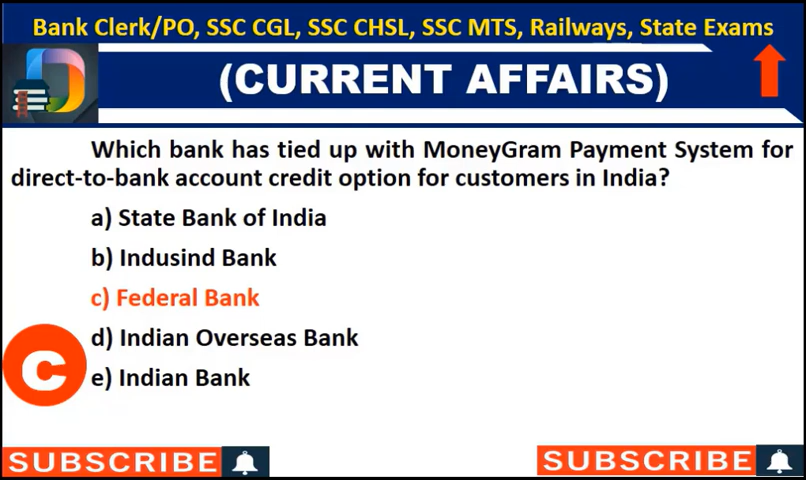 Bank Clerk/PO, SSC CGL, SSC CHSL, SSC MTS, Railways, State Exams
(CURRENT AFFAIRS)
Which bank has tied up with MoneyGram Payment System for
direct-to-bank account credit option for customers in India?
a) State Bank of India
b) Indusind Bank
c) Federal Bank
d) Indian Overseas Bank
e) Indian Bank
C
SUBSCRIBE
SUBSCRIBE